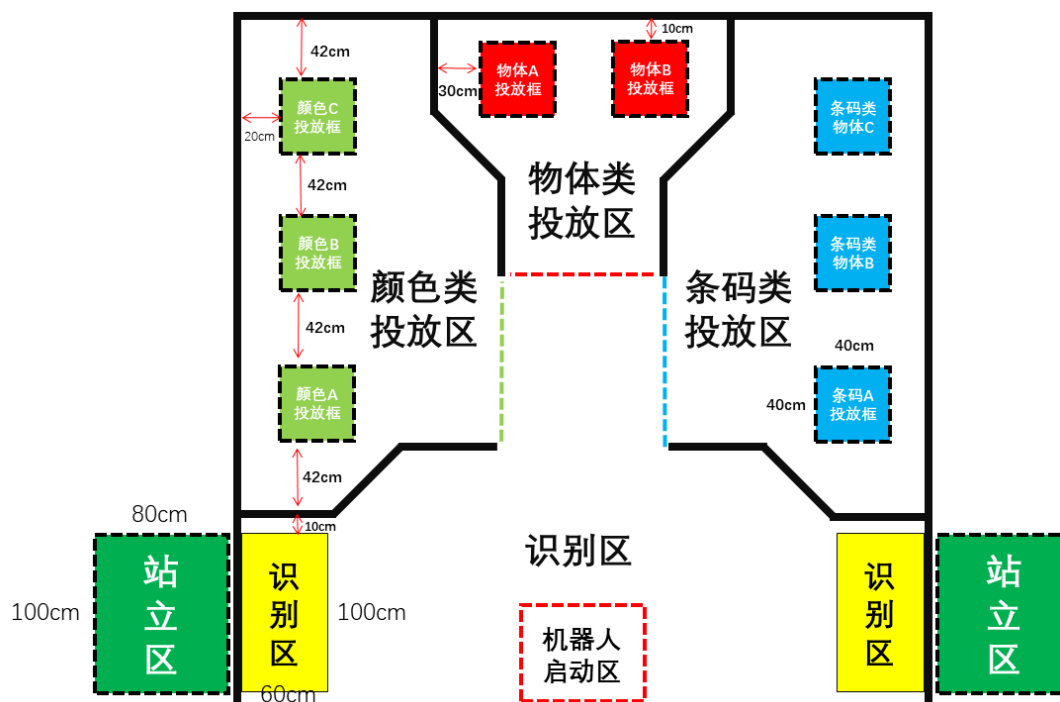 42cm
10cm
物体A
投放框
物体B
投放框
30cm
颜色C
投放框
20cm
条码类
物体C
42cm
物体类
投放区
颜色B
投放框
条码类
物体B
颜色类
投放区
条码类
投放区
42cm
40cm
颜色A
投放框
40cm
条码A
投放框
42cm
80cm
10cm
识别区
站
立
区
100cm
识
别
区
100cm
60cm
机器人
启动区
识
别
区
站
立
区